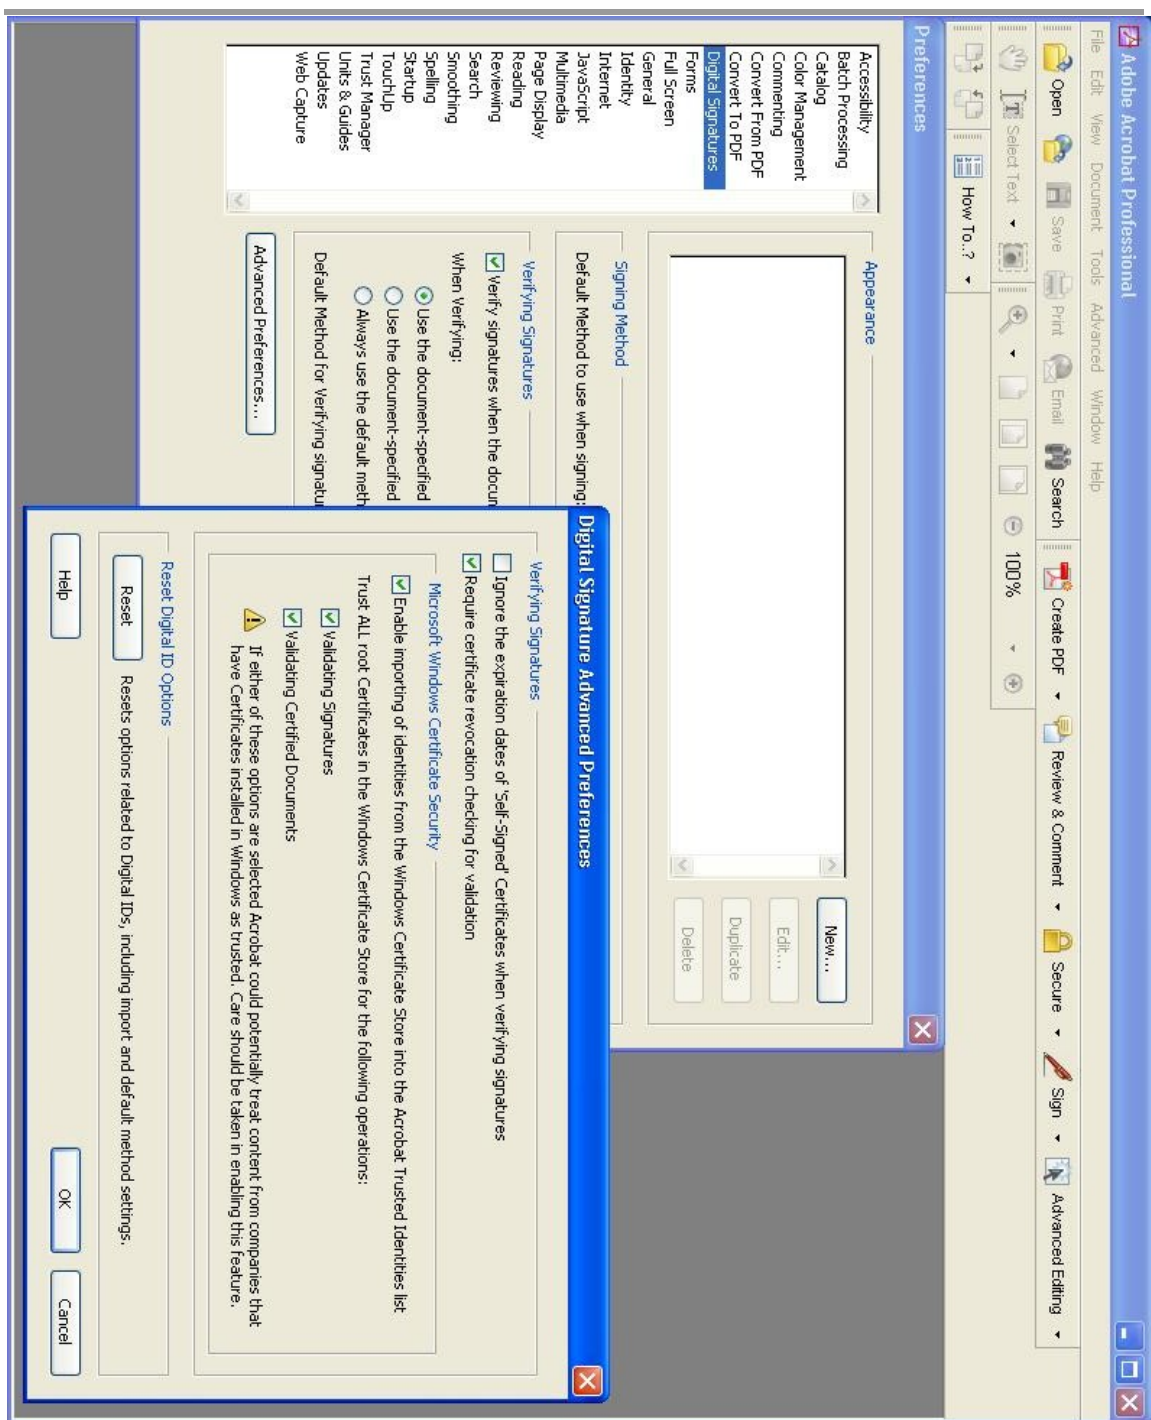 Adobe Acrobat Professional
File Edit View Document Tools Advanced Window Help
Open Save Print Email Search Create PDF Review & Comment Secure Sign Advanced Editing
Select Text 100%
How To..?
Preferences
Accessibility
Batch Processing
Catalog
Color Management
Commenting
Convert From PDF
Convert To PDF
Digital Signatures
Forms
Full Screen
General
Identity
Internet
JavaScript
Multimedia
Page Display
Reading
Reviewing
Search
Smoothing
Spelling
Startup
TouchUp
Trust Manager
Units & Guides
Updates
Web Capture
Appearance
New...
Edit...
Duplicate
Delete
Signing Method
Default Method to use when signing:
Verifying Signatures
Verify signatures when the docum
When Verifying:
Use the document-specified
Use the document-specified
Always use the default meth
Default Method for Verifying signatur
Advanced Preferences...
Digital Signature Advanced Preferences
Verifying Signatures
Ignore the expiration dates of 'Self-Signed' Certificates when verifying signatures
Require certificate revocation checking for validation
Microsoft Windows Certificate Security
Enable importing of identities from the Windows Certificate Store into the Acrobat Trusted Identities list
Trust ALL root Certificates in the Windows Certificate Store for the following operations:
Validating Signatures
Validating Certified Documents
If either of these options are selected Acrobat could potentially treat content from companies that
have Certificates installed in Windows as trusted. Care should be taken in enabling this feature.
Reset Digital ID Options
Reset Resets options related to Digital IDs, including import and default method settings.
Help OK Cancel